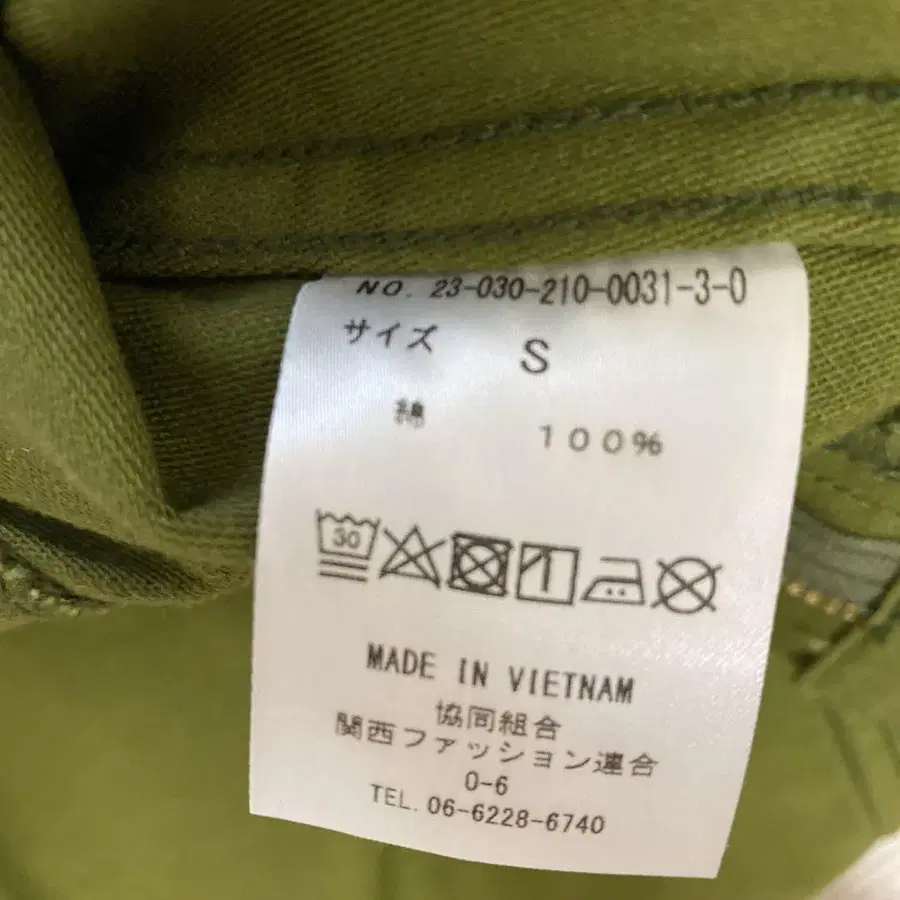 NO. 23-030-210-0031-3-0
サイズ S
綿 100%
30
MADE IN VIETNAM
協同組合
関西ファッション連合
0-6
TEL. 06-6228-6740